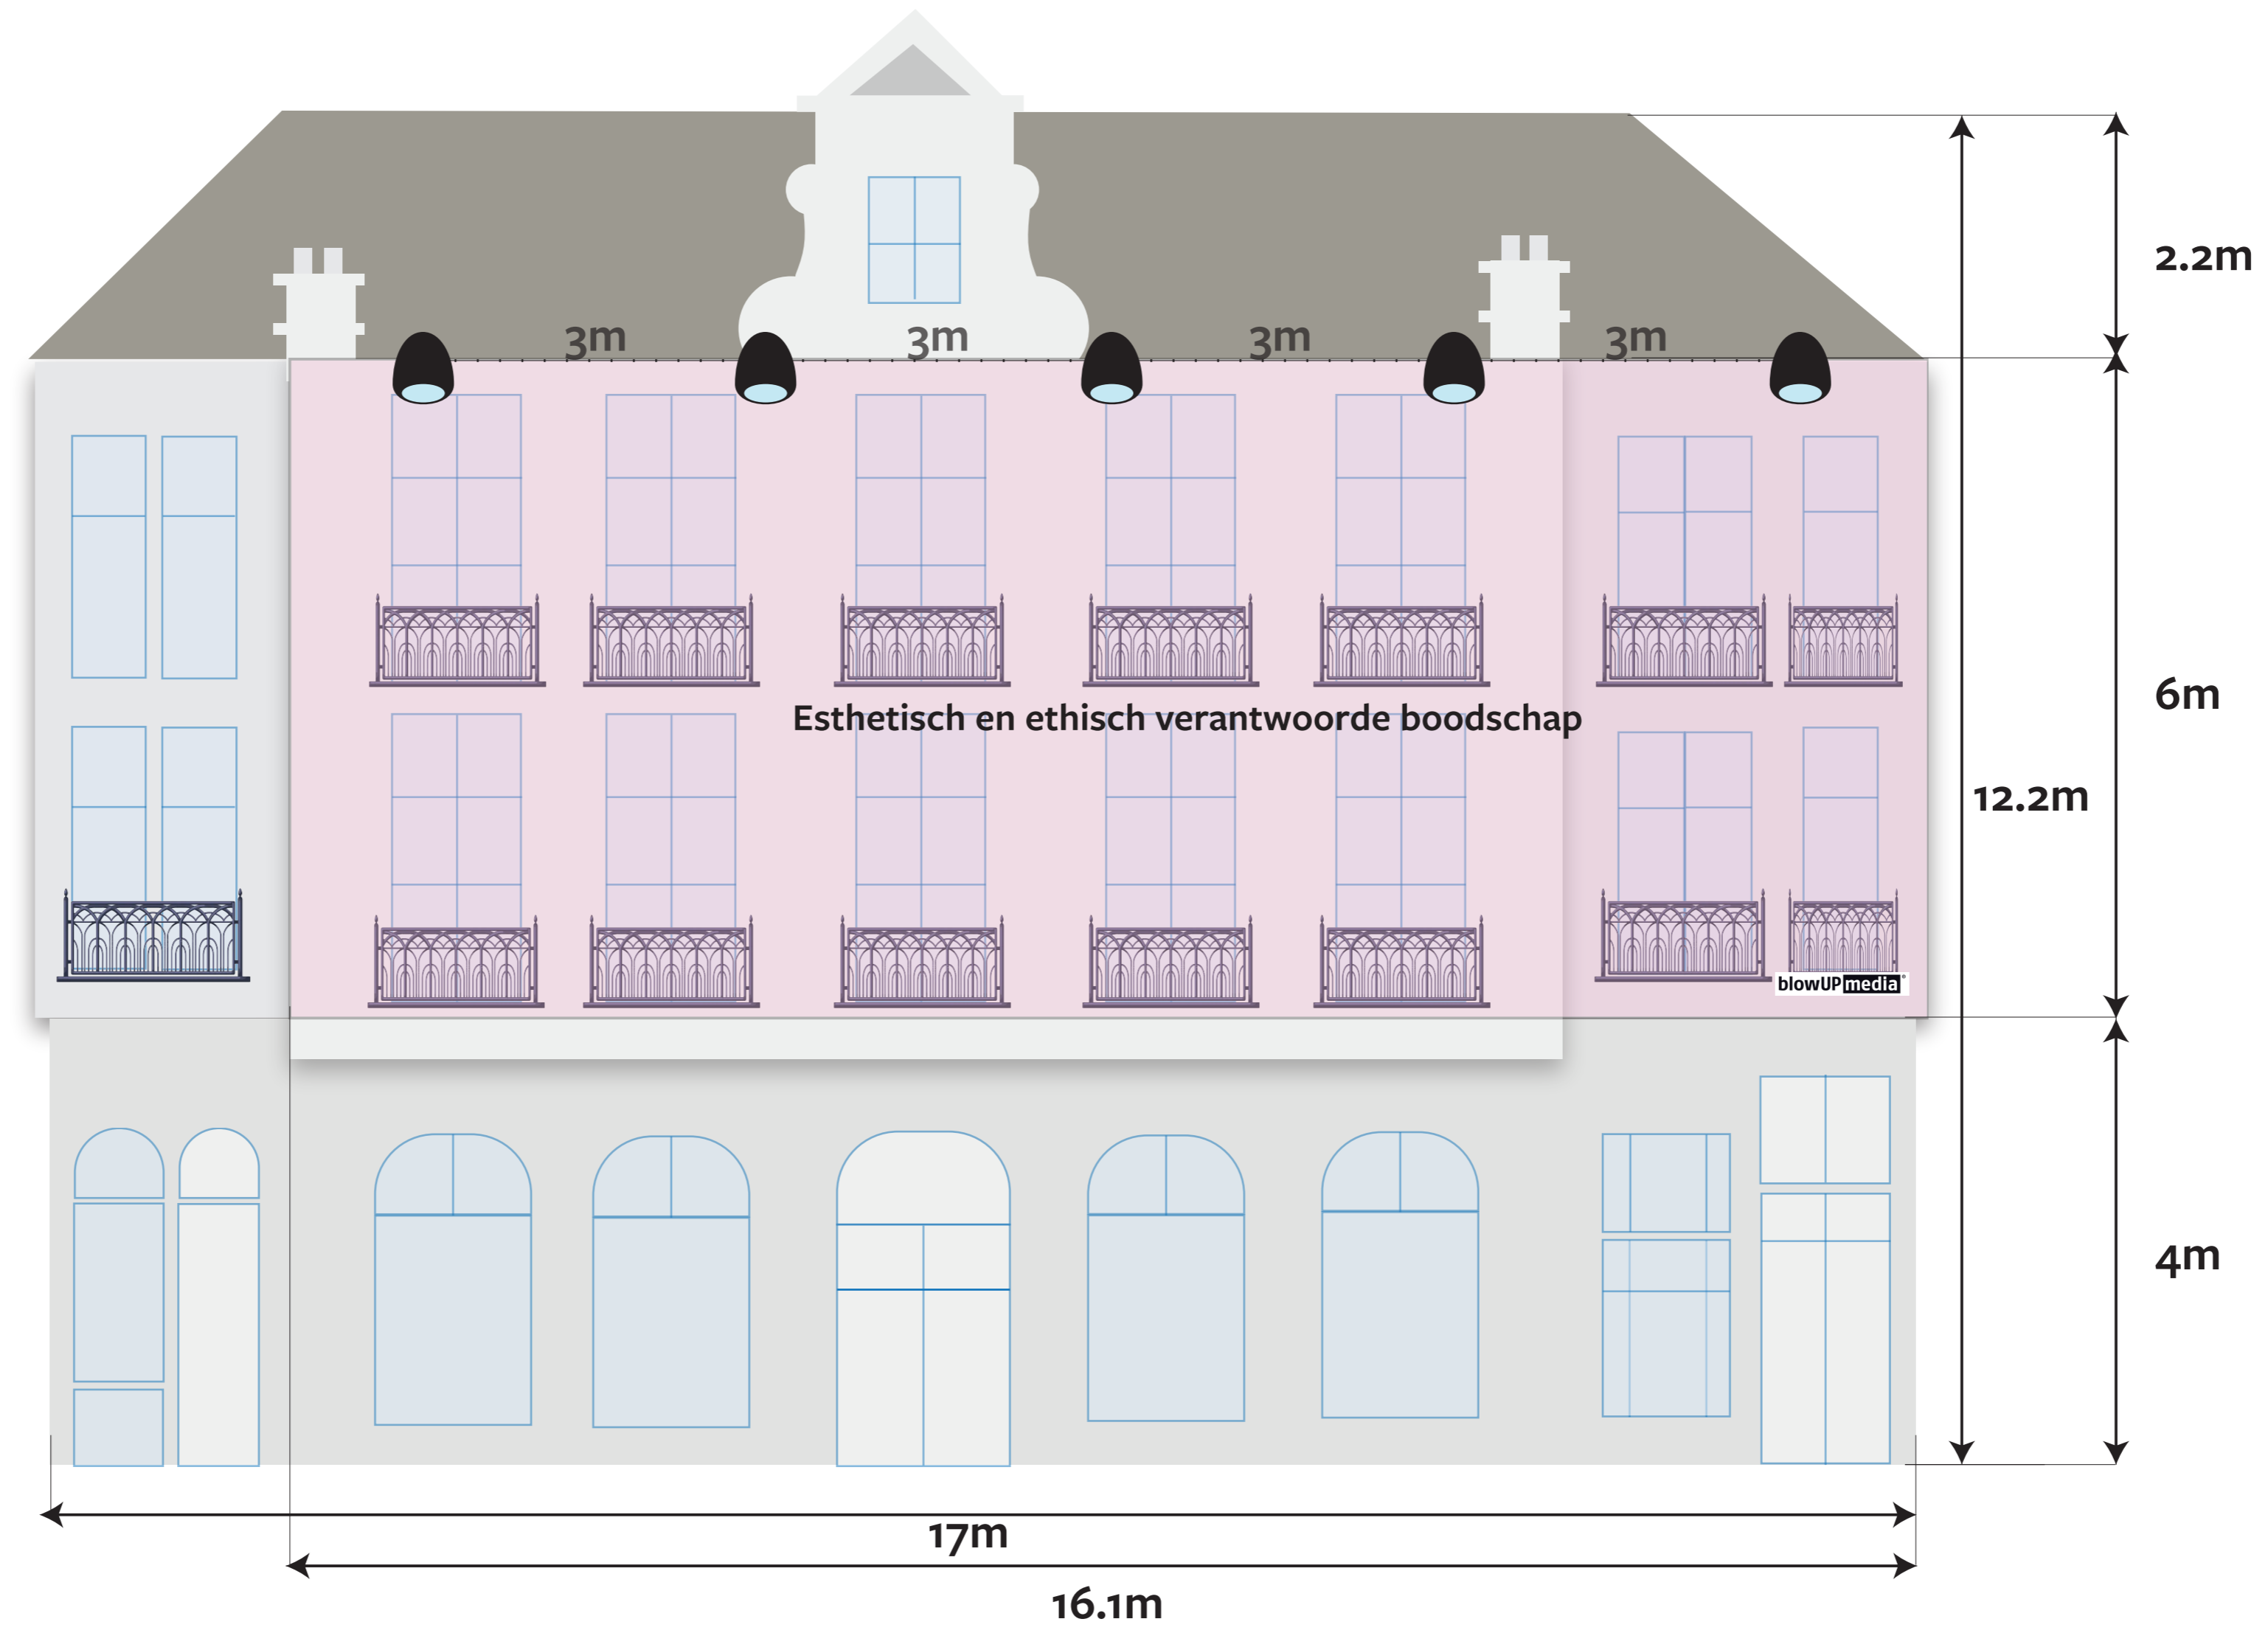 2.2m
3m 3m 3m 3m
6m
Esthetisch en ethisch verantwoorde boodschap
12.2m
blowUP media®
4m
17m
16.1m